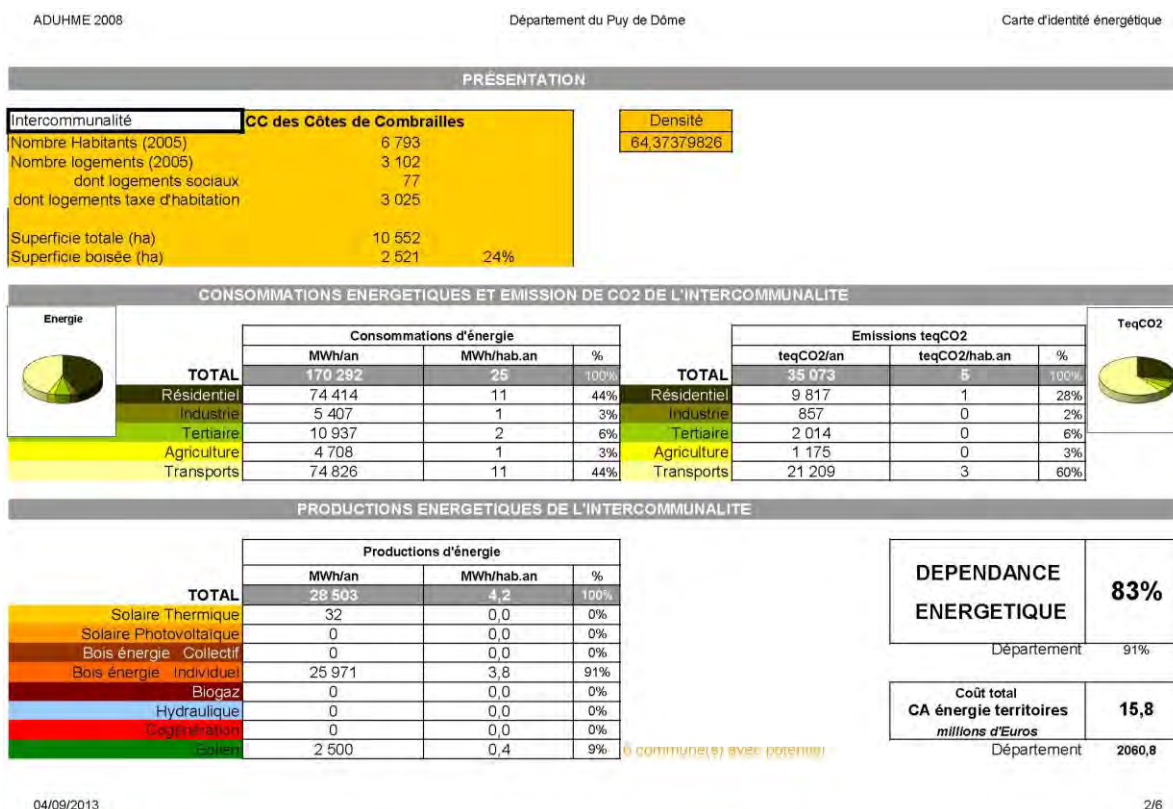 ADUHME 2008 Département du Puy de Dôme Carte d'identité énergétique
PRÉSENTATION
Intercommunalité CC des Côtes de Combrailles Densité
Nombre Habitants (2005) 6 793 64,37379826
Nombre logements (2005) 3 102
dont logements sociaux 77
dont logements taxe d'habitation 3 025
Superficie totale (ha) 10 552
Superficie boisée (ha) 2 521 24%
CONSOMMATIONS ENERGETIQUES ET EMISSION DE CO2 DE L'INTERCOMMUNALITE
Energie TeqCO2
Consommations d'énergie Emissions teqCO2
MWh/an MWh/hab.an % teqCO2/an teqCO2/hab.an %
TOTAL 170 292 25 100% TOTAL 35 073 5 100%
Résidentiel 74 414 11 44% Résidentiel 9 817 1 28%
Industrie 5 407 1 3% Industrie 857 0 2%
Tertiaire 10 937 2 6% Tertiaire 2 014 0 6%
Agriculture 4 708 1 3% Agriculture 1 175 0 3%
Transports 74 826 11 44% Transports 21 209 3 60%
PRODUCTIONS ENERGETIQUES DE L'INTERCOMMUNALITE
Productions d'énergie
MWh/an MWh/hab.an %
TOTAL 28 503 4,2 100%
Solaire Thermique 32 0,0 0%
Solaire Photovoltaïque 0 0,0 0%
Bois énergie Collectif 0 0,0 0%
Bois énergie Individuel 25 971 3,8 91%
Biogaz 0 0,0 0%
Hydraulique 0 0,0 0%
Cogénération 0 0,0 0%
Eolien 2 500 0,4 9% 6 commune(s) avec potentiel
DEPENDANCE
ENERGETIQUE 83%
Département 91%
Coût total
CA énergie territoires 15,8
millions d'Euros
Département 2060,8
04/09/2013 2/6